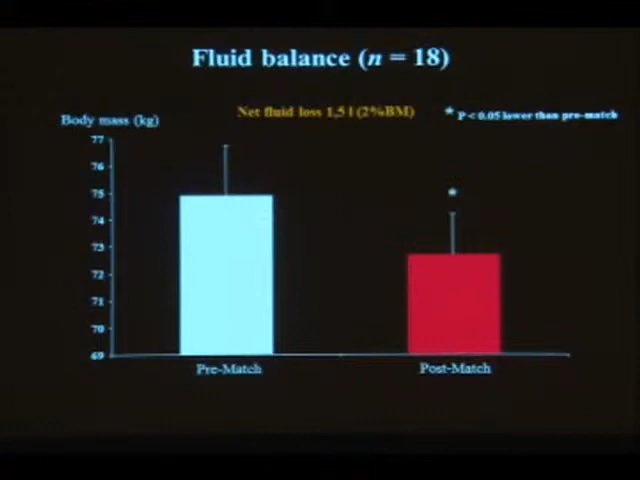 Fluid balance (n = 18)
Net fluid loss 1,5 l (2%BM)
* P < 0.05 lower than pre-match
Body mass (kg)
77
76
75
74
73
72
71
70
69
*
Pre-Match
Post-Match